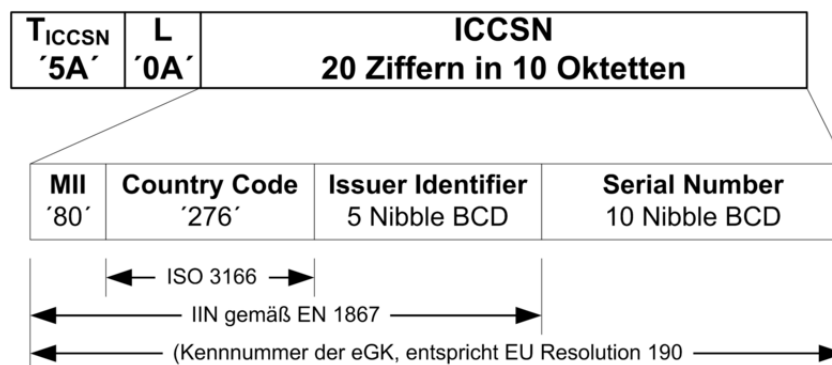 TICCSN L ICCSN
´5A´ ´0A´ 20 Ziffern in 10 Oktetten
MII Country Code Issuer Identifier Serial Number
´80´ ´276´ 5 Nibble BCD 10 Nibble BCD
ISO 3166
IIN gemäß EN 1867
(Kennnummer der eGK, entspricht EU Resolution 190